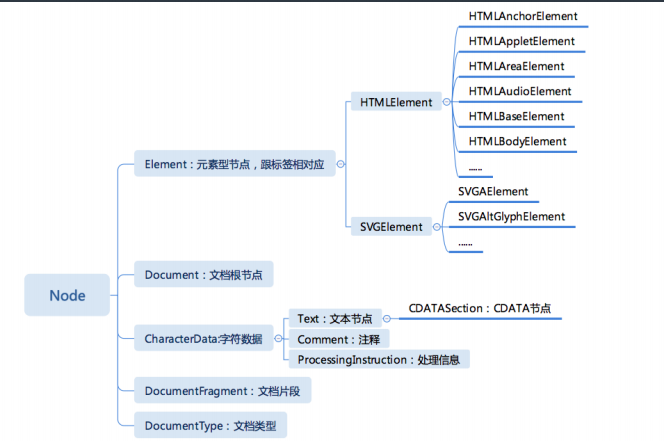 HTMLAnchorElement
HTMLAppletElement
HTMLAreaElement
HTMLElement
HTMLAudioElement
HTMLBaseElement
HTMLBodyElement
......
Element：元素型节点，跟标签相对应
SVGAElement
SVGElement
SVGAltGlyphElement
......
Node
Document：文档根节点
CharacterData:字符数据
Text：文本节点
CDATASection：CDATA节点
Comment：注释
ProcessingInstruction：处理信息
DocumentFragment：文档片段
DocumentType：文档类型